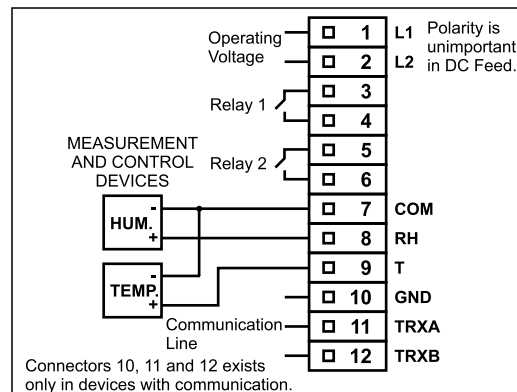 Operating
Voltage
1 L1
2 L2
Polarity is
unimportant
in DC Feed.
Relay 1
3
4
Relay 2
5
6
MEASUREMENT
AND CONTROL
DEVICES
HUM.
-
+
7 COM
8 RH
TEMP.
-
+
9 T
10 GND
Communication
Line
11 TRXA
12 TRXB
Connectors 10, 11 and 12 exists
only in devices with communication.